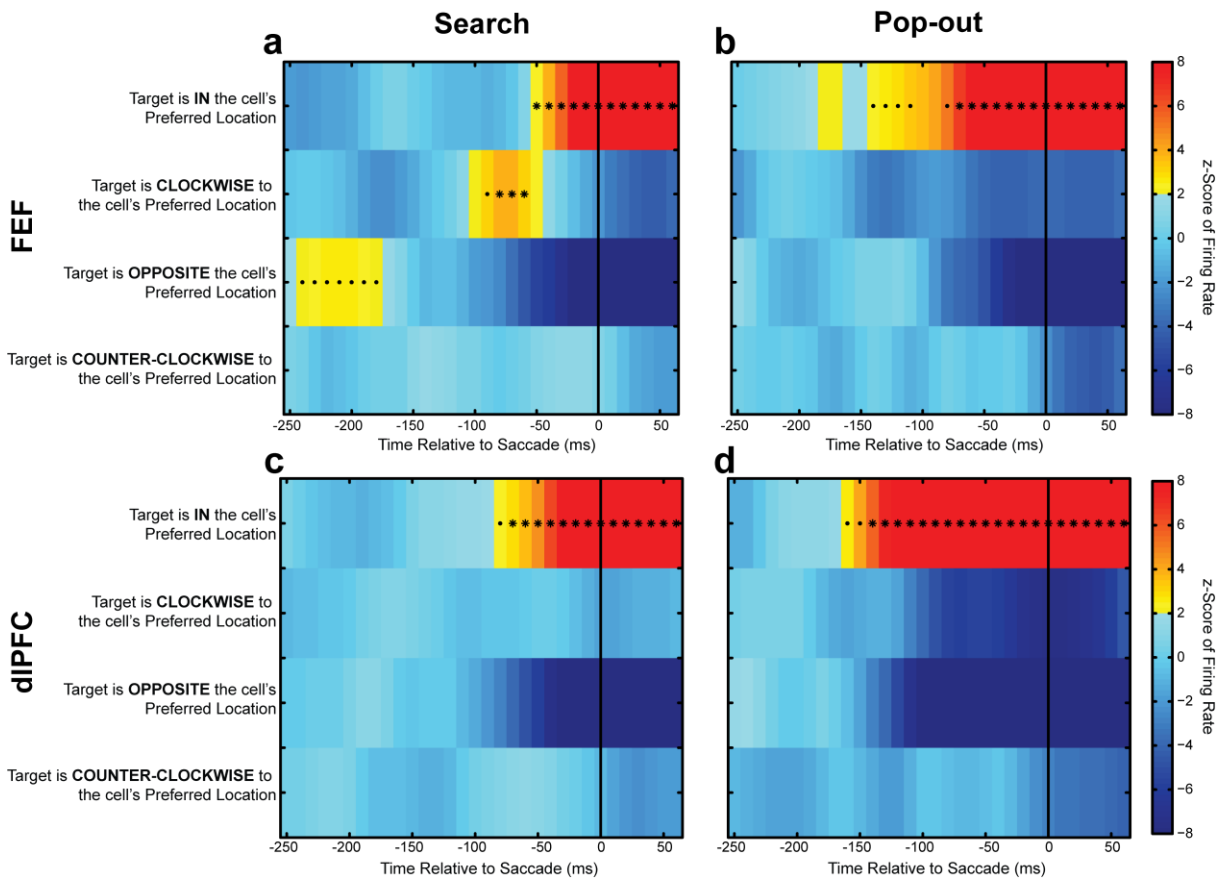 Search
Pop-out
a
b
FEF
Target is IN the cell's
Preferred Location
Target is CLOCKWISE to
the cell's Preferred Location
Target is OPPOSITE the cell's
Preferred Location
Target is COUNTER-CLOCKWISE to
the cell's Preferred Location
-250 -200 -150 -100 -50 0 50
Time Relative to Saccade (ms)
-250 -200 -150 -100 -50 0 50
Time Relative to Saccade (ms)
8
6
4
2
0
−2
−4
−6
−8
z-Score of Firing Rate
c
d
dlPFC
Target is IN the cell's
Preferred Location
Target is CLOCKWISE to
the cell's Preferred Location
Target is OPPOSITE the cell's
Preferred Location
Target is COUNTER-CLOCKWISE to
the cell's Preferred Location
-250 -200 -150 -100 -50 0 50
Time Relative to Saccade (ms)
-250 -200 -150 -100 -50 0 50
Time Relative to Saccade (ms)
8
6
4
2
0
−2
−4
−6
−8
z-Score of Firing Rate